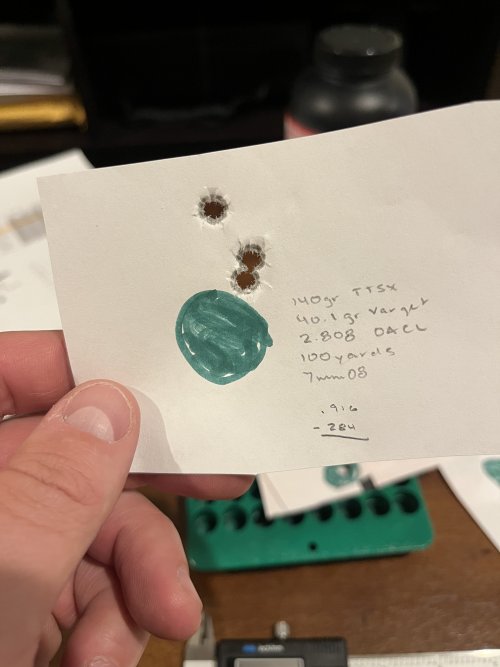 140gr TTSX
40.1 gr Varget
2.808 OACL
100 yards
7mm08
.916
- .284